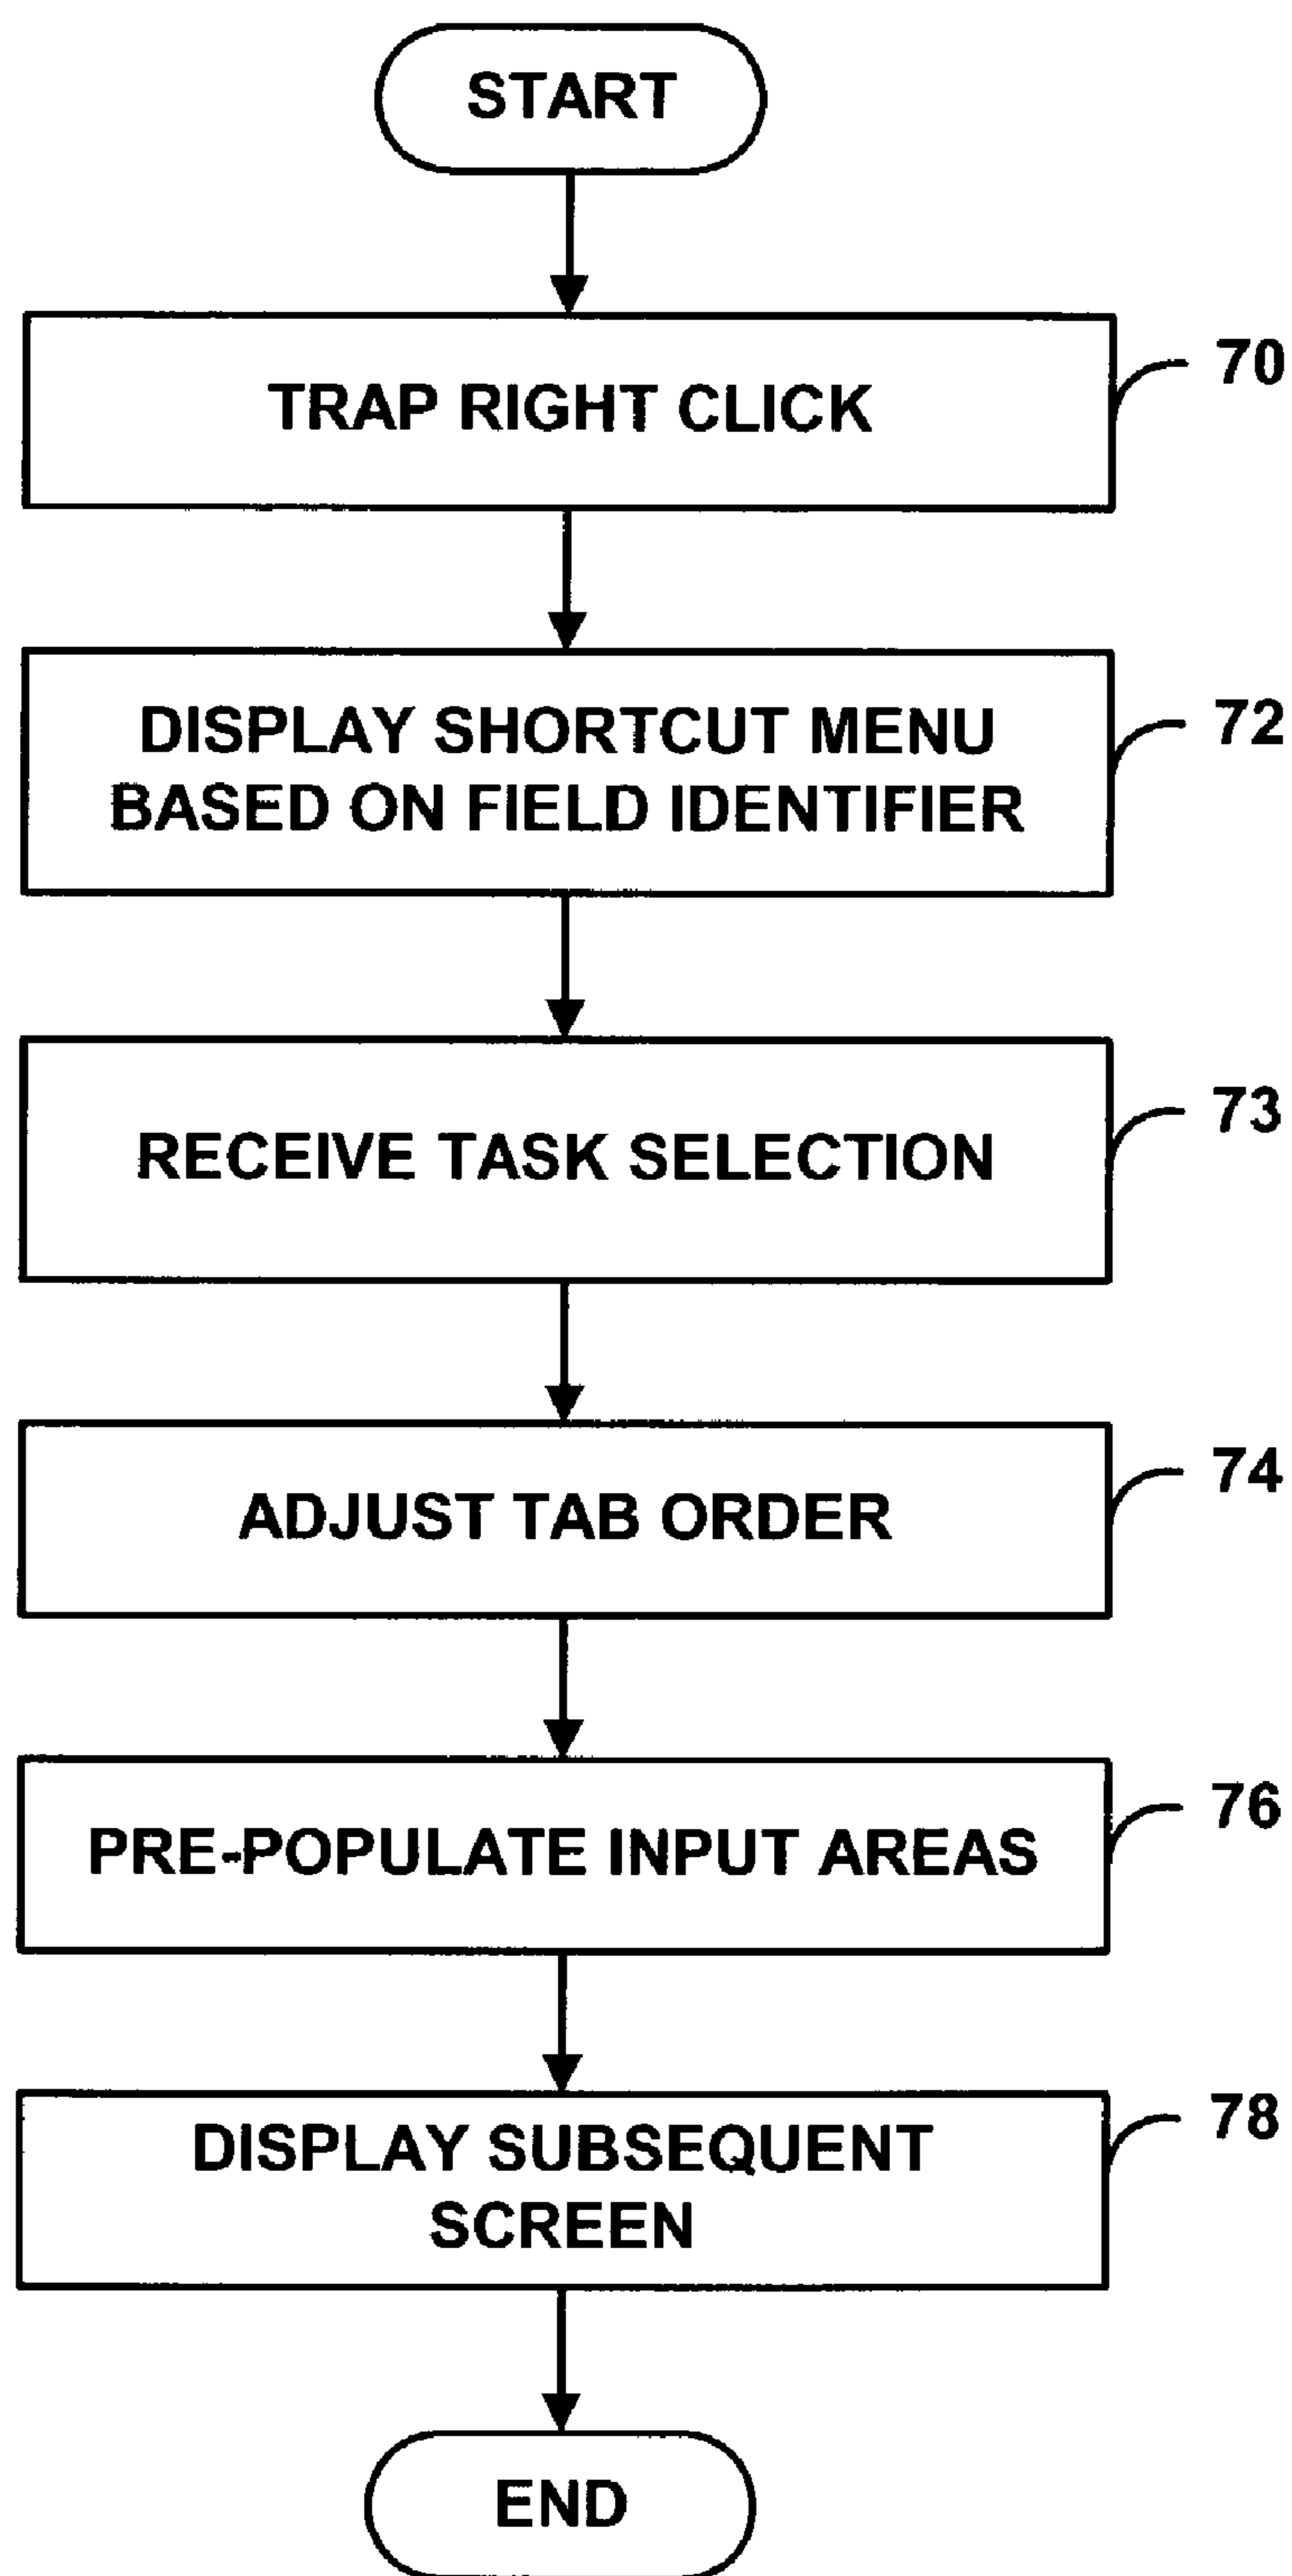 START
TRAP RIGHT CLICK
70
DISPLAY SHORTCUT MENU
BASED ON FIELD IDENTIFIER
72
RECEIVE TASK SELECTION
73
ADJUST TAB ORDER
74
PRE-POPULATE INPUT AREAS
76
DISPLAY SUBSEQUENT
SCREEN
78
END